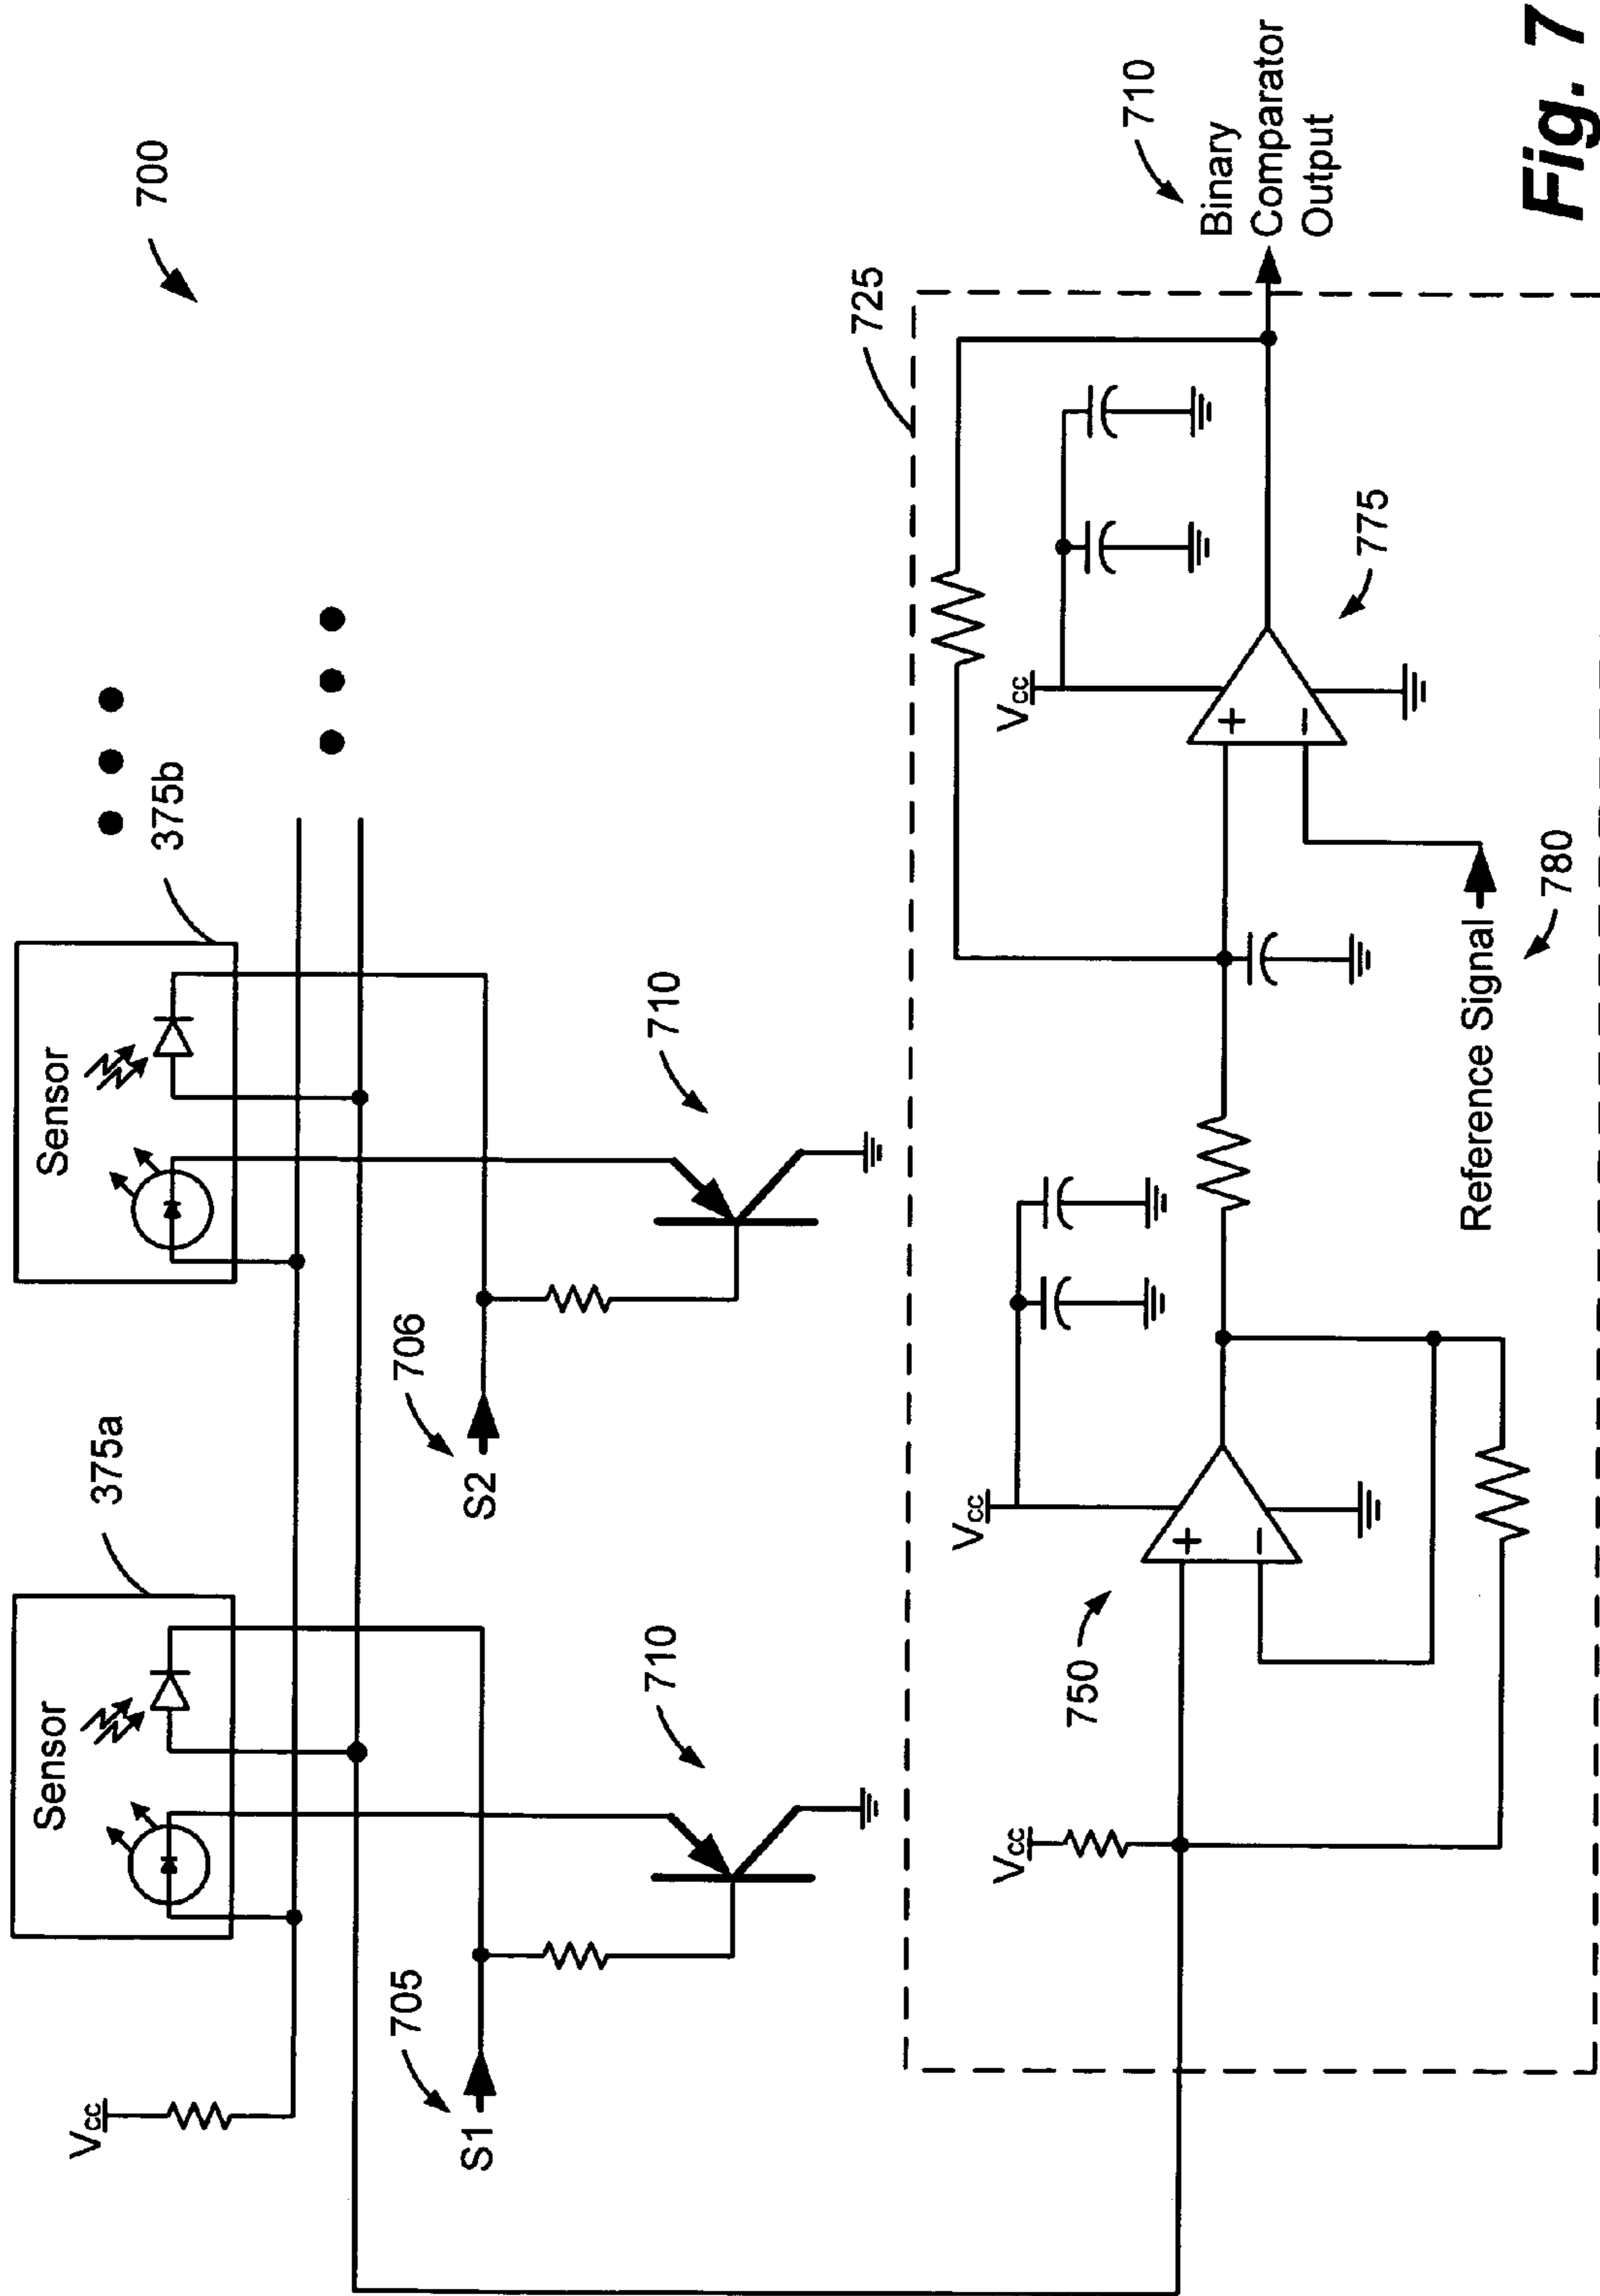 700
Sensor
375a
Sensor
375b
Vcc
705
S1
706
S2
710
710
725
Vcc
750
Vcc
Vcc
775
Reference Signal
780
710
Binary
Comparator
Output
+
−
+
−
Fig. 7